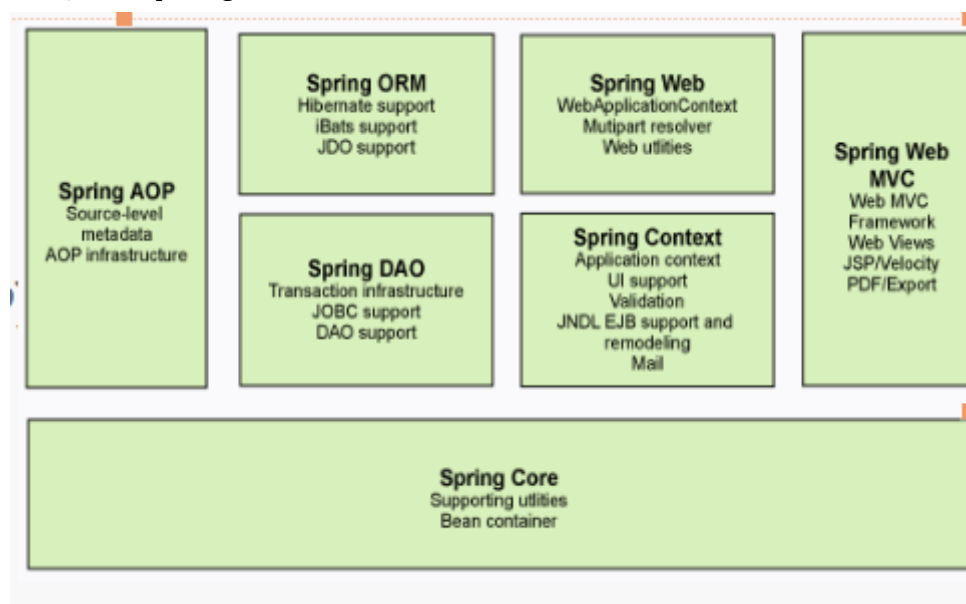 Spring AOP
Source-level
metadata
AOP infrastructure
Spring ORM
Hibernate support
iBats support
JDO support
Spring DAO
Transaction infrastructure
JOBC support
DAO support
Spring Web
WebApplicationContext
Mutipart resolver
Web utlities
Spring Context
Application context
UI support
Validation
JNDL EJB support and
remodeling
Mail
Spring Web
MVC
Web MVC
Framework
Web Views
JSP/Velocity
PDF/Export
Spring Core
Supporting utlities
Bean container